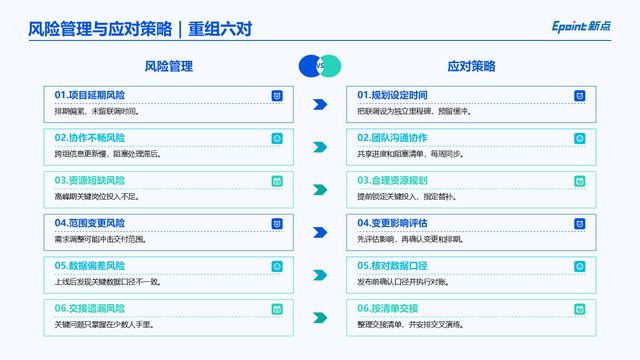 风险管理与应对策略｜重组六对
Epoint新点
风险管理
VS
应对策略
01.项目延期风险
排期偏紧，未留联调时间。
01.规划设定时间
把联调设为独立里程碑，预留缓冲。
02.协作不畅风险
跨组信息更新慢，阻塞处理滞后。
02.团队沟通协作
共享进度和阻塞清单，每周同步。
03.资源短缺风险
高峰期关键岗位投入不足。
03.合理资源规划
提前锁定关键投入，指定替补。
04.范围变更风险
需求调整可能冲击交付范围。
04.变更影响评估
先评估影响，再确认变更和排期。
05.数据偏差风险
上线后发现关键数据口径不一致。
05.核对数据口径
发布前确认口径并执行对账。
06.交接遗漏风险
关键问题只掌握在少数人手里。
06.按清单交接
整理交接清单，并安排交叉演练。